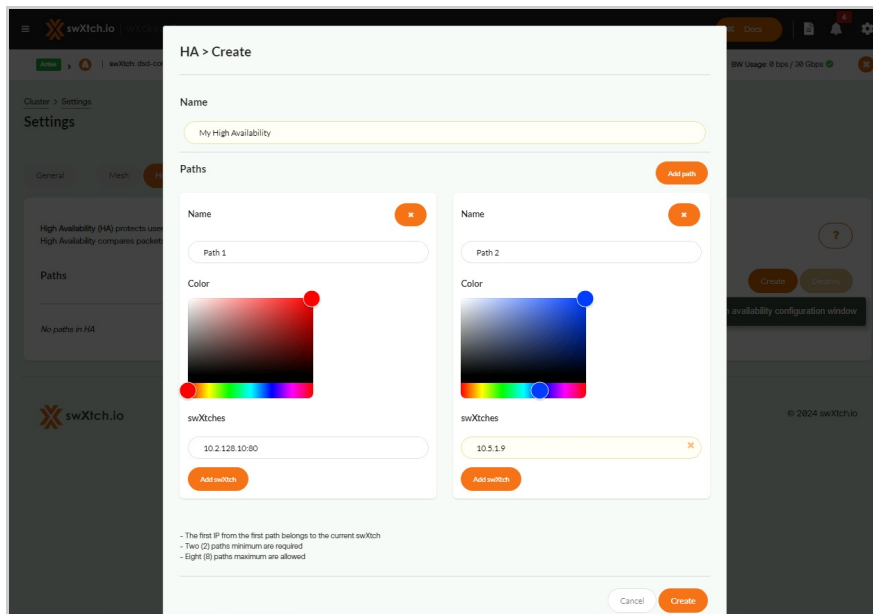 swXtch.io
Docs
4
HA > Create
Active
swXtch: dsd-cor
BW Usage: 0 bps / 30 Gbps
Cluster > Settings
Settings
Name
My High Availability
General
Mesh
H
Paths
Add path
High Availability (HA) protects user
High Availability compares packets
?
Paths
Create
Destroy
availability configuration window
No paths in HA
Name
×
Path 1
Color
swXtches
10.2.128.10:80
Add swXtch
Name
×
Path 2
Color
swXtches
10.5.1.9
×
Add swXtch
swXtch.io
© 2024 swXtch.io
- The first IP from the first path belongs to the current swXtch
- Two (2) paths minimum are required
- Eight (8) paths maximum are allowed
Cancel
Create